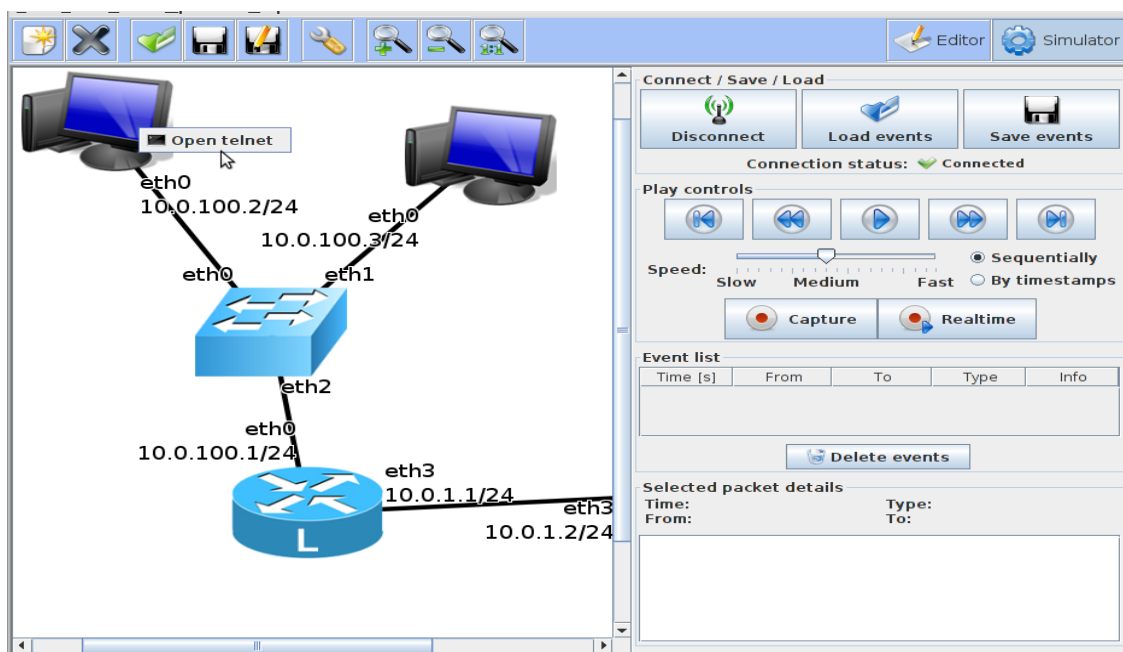 Editor
Simulator
Open telnet
eth0
10.0.100.2/24
eth0
10.0.100.3/24
eth0
eth1
eth2
eth0
10.0.100.1/24
eth3
10.0.1.1/24
eth3
10.0.1.2/24
L
Connect / Save / Load
Disconnect
Load events
Save events
Connection status: Connected
Play controls
Speed:
Slow Medium Fast
Sequentially
By timestamps
Capture
Realtime
Event list
Time [s] From To Type Info
Delete events
Selected packet details
Time: Type:
From: To: